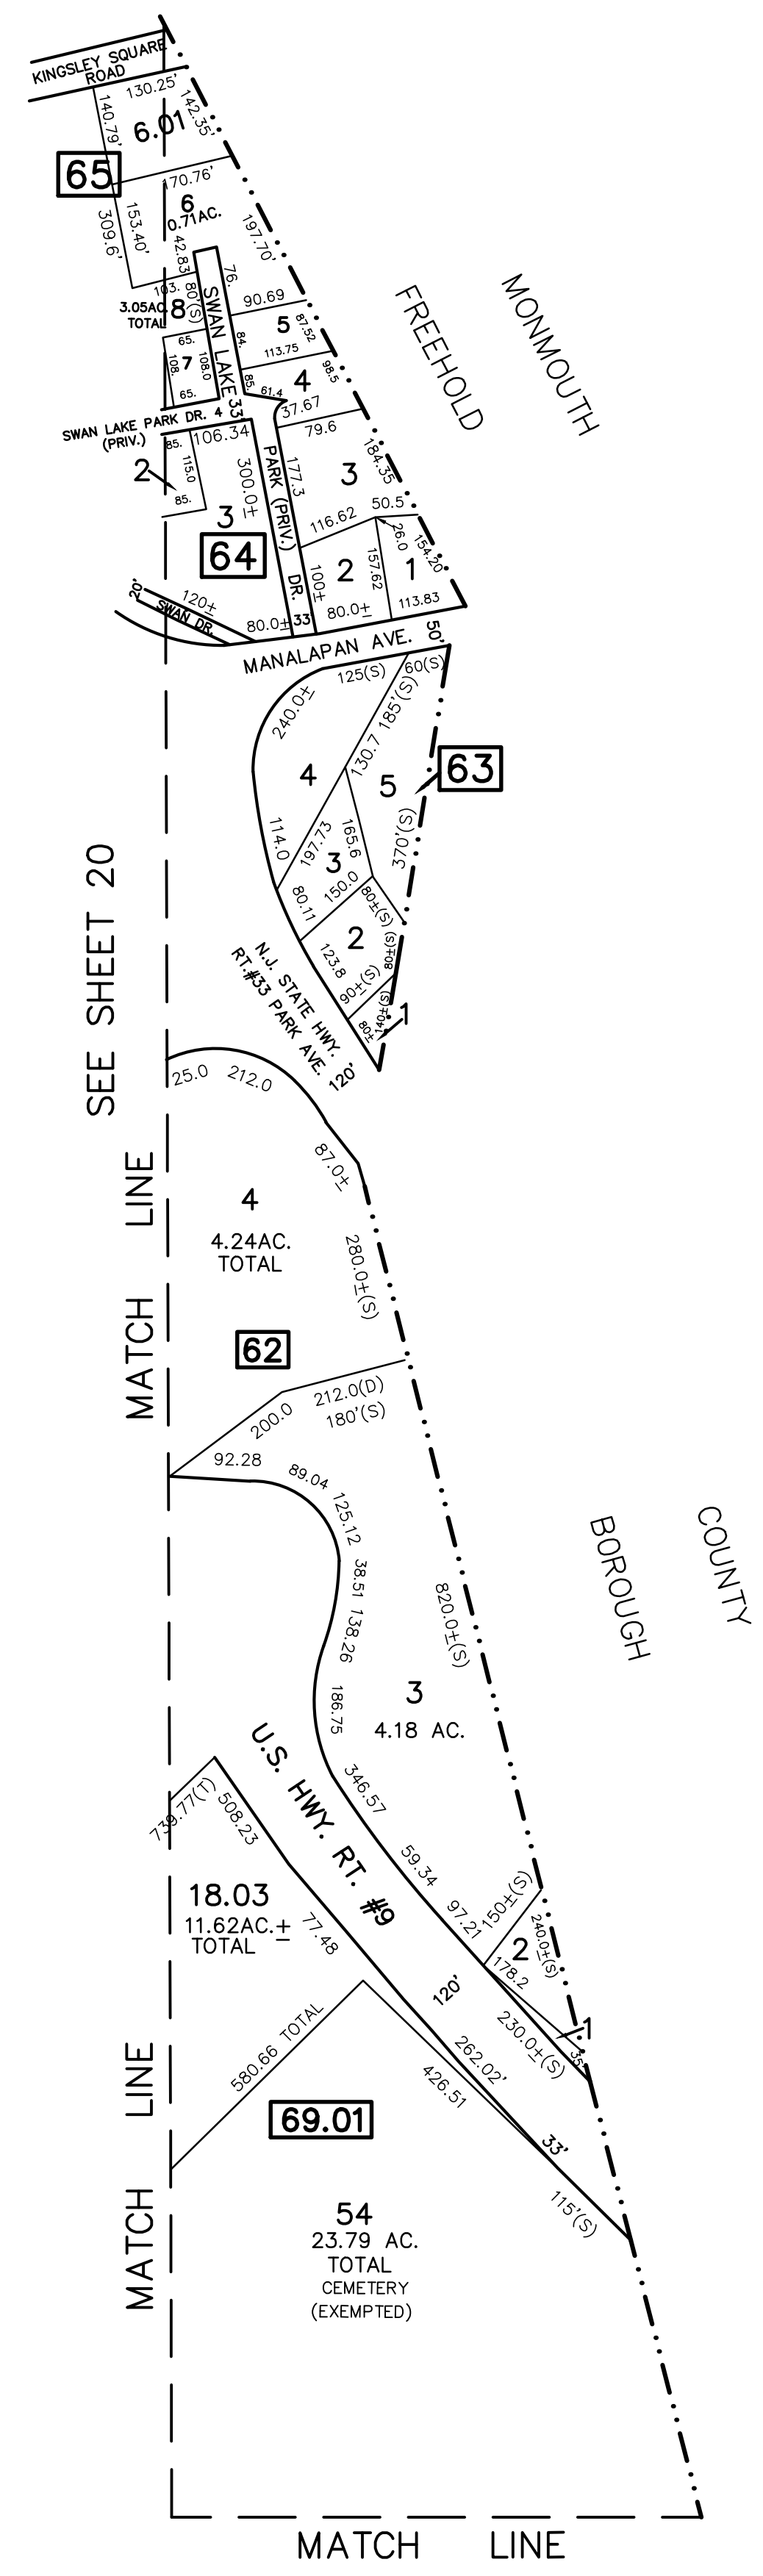 KINGSLEY SQUARE
ROAD
130.25'
140.79'
142.35'
6.01
65
170.76'
6
0.71AC.
309.6'
153.40'
42.83
197.70'
76.
103.
80'(S)
3.05AC.
TOTAL
8
90.69
5
87.52
SWAN LAKE
33'
65.
7
108.
108.0
65.
84.
113.75
4
98.5
85.
61.4
37.67
79.6
SWAN LAKE PARK DR. 4
(PRIV.)
85.
106.34
2
115.0
85.
300.0±
3
64
PARK (PRIV.)
DR.
33
177.3
3
184.35
116.62
50.5
26.0
154.20
100±
2
157.62
1
113.83
80.0±
20'
120±
SWAN DR.
80.0±
MANALAPAN AVE.
50'
FREEHOLD
MONMOUTH
125(S)
60(S)
240.0±
185'(S)
130.7
4
5
63
370'(S)
114.0
197.73
165.6
3
150.0
80.11
80±(S)
80±(S)
2
123.8
90±(S)
140±(S)
80±
1
N.J. STATE HWY.
RT.#33 PARK AVE.
120'
SEE SHEET 20
25.0
212.0
87.0±
4
4.24AC.
TOTAL
280.0±(S)
MATCH LINE
62
212.0(D)
180'(S)
200.0
92.28
89.04
125.12
38.51
138.26
186.75
820.0±(S)
3
4.18 AC.
BOROUGH
COUNTY
U.S. HWY. RT. #9
120'
346.57
59.34
97.21
150±(S)
2
240.0±(S)
178.2
1
35'
230.0±(S)
739.77(T)
508.23
18.03
11.62AC.±
TOTAL
77.48
262.02'
426.51
33'
115'(S)
580.66 TOTAL
69.01
54
23.79 AC.
TOTAL
CEMETERY
(EXEMPTED)
MATCH LINE
MATCH LINE